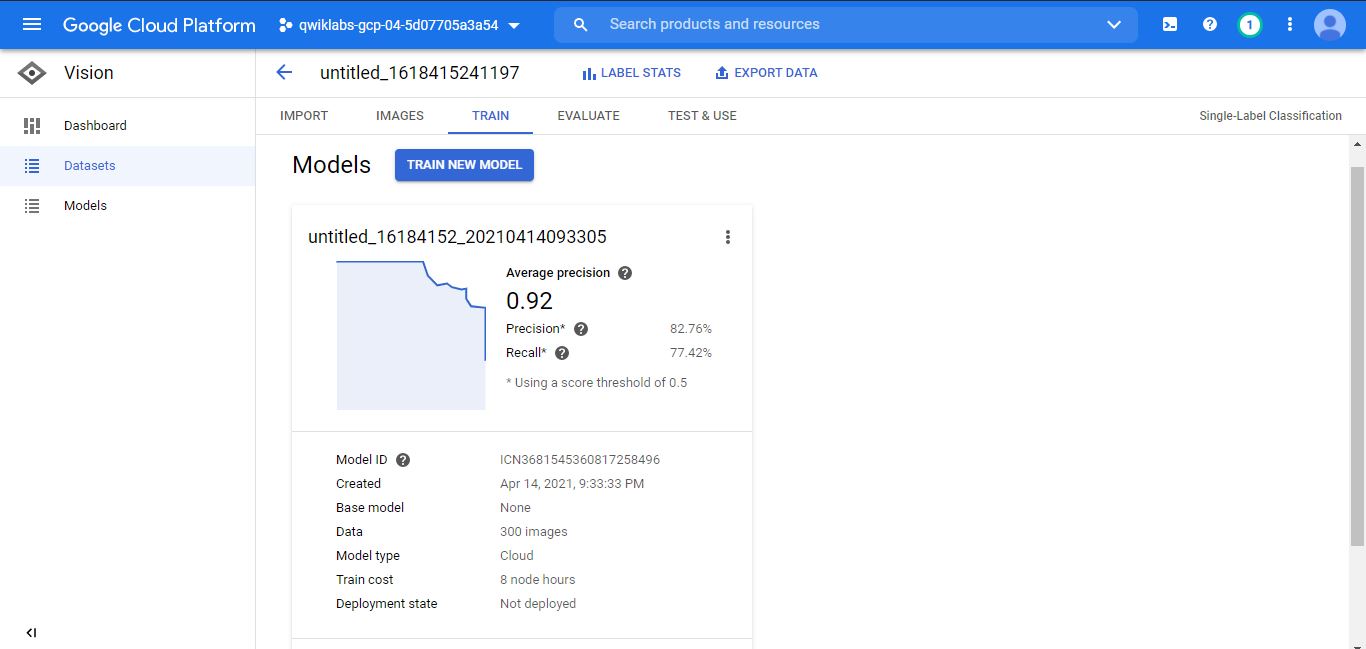 Google Cloud Platform qwiklabs-gcp-04-5d07705a3a54 Search products and resources 1
Vision
untitled_1618415241197 LABEL STATS EXPORT DATA
Dashboard
Datasets
Models
IMPORT IMAGES TRAIN EVALUATE TEST & USE Single-Label Classification
Models TRAIN NEW MODEL
untitled_16184152_20210414093305
Average precision ?
0.92
Precision* ? 82.76%
Recall* ? 77.42%
* Using a score threshold of 0.5
Model ID ? ICN3681545360817258496
Created Apr 14, 2021, 9:33:33 PM
Base model None
Data 300 images
Model type Cloud
Train cost 8 node hours
Deployment state Not deployed